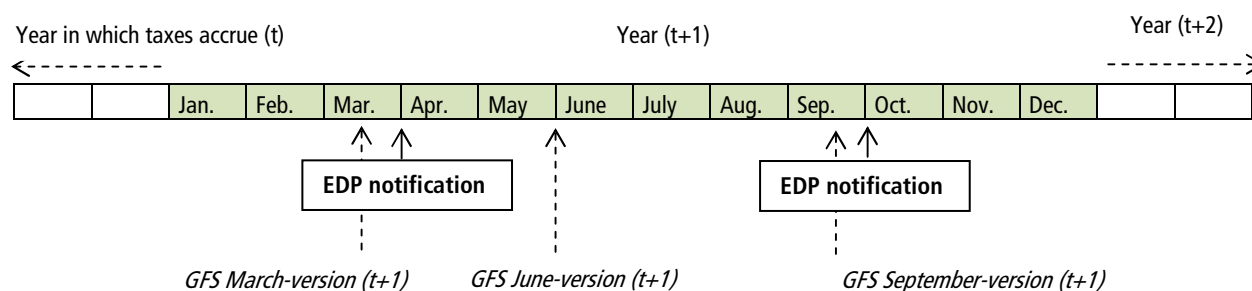 Year in which taxes accrue (t) Year (t+1) Year (t+2)
Jan. Feb. Mar. Apr. May June July Aug. Sep. Oct. Nov. Dec.
EDP notification EDP notification
GFS March-version (t+1) GFS June-version (t+1) GFS September-version (t+1)